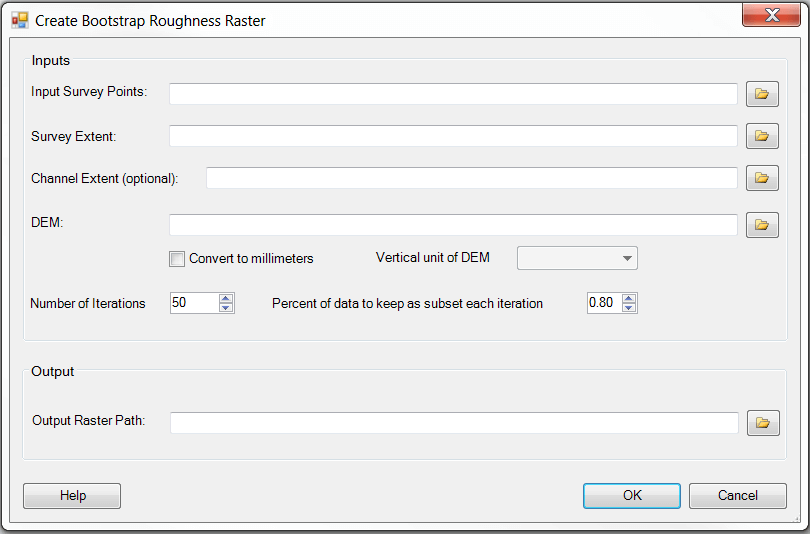 Create Bootstrap Roughness Raster
Inputs
Input Survey Points:
Survey Extent:
Channel Extent (optional):
DEM:
Convert to millimeters Vertical unit of DEM
Number of Iterations 50 Percent of data to keep as subset each iteration 0.80
Output
Output Raster Path:
Help OK Cancel